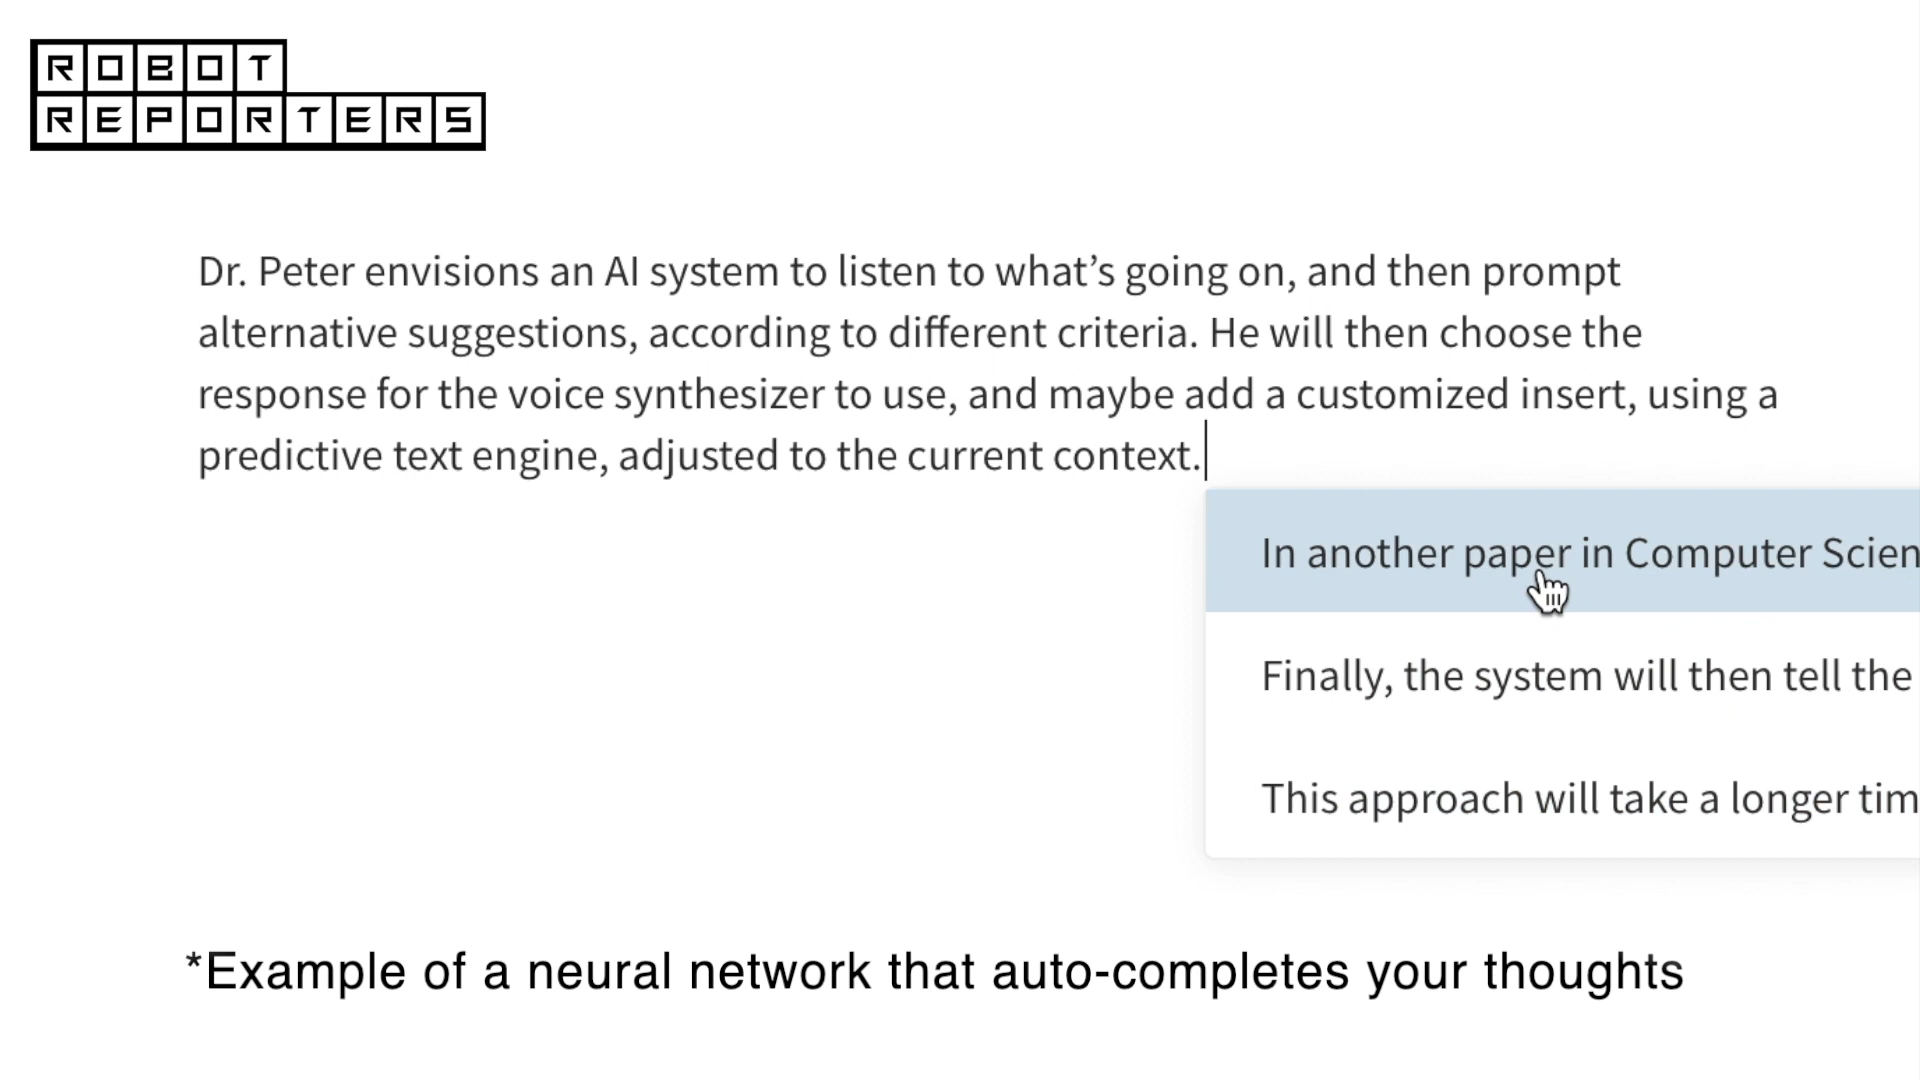 ROBOT
REPORTERS
Dr. Peter envisions an AI system to listen to what’s going on, and then prompt
alternative suggestions, according to different criteria. He will then choose the
response for the voice synthesizer to use, and maybe add a customized insert, using a
predictive text engine, adjusted to the current context.
In another paper in Computer Scien
Finally, the system will then tell the
This approach will take a longer tim
*Example of a neural network that auto-completes your thoughts